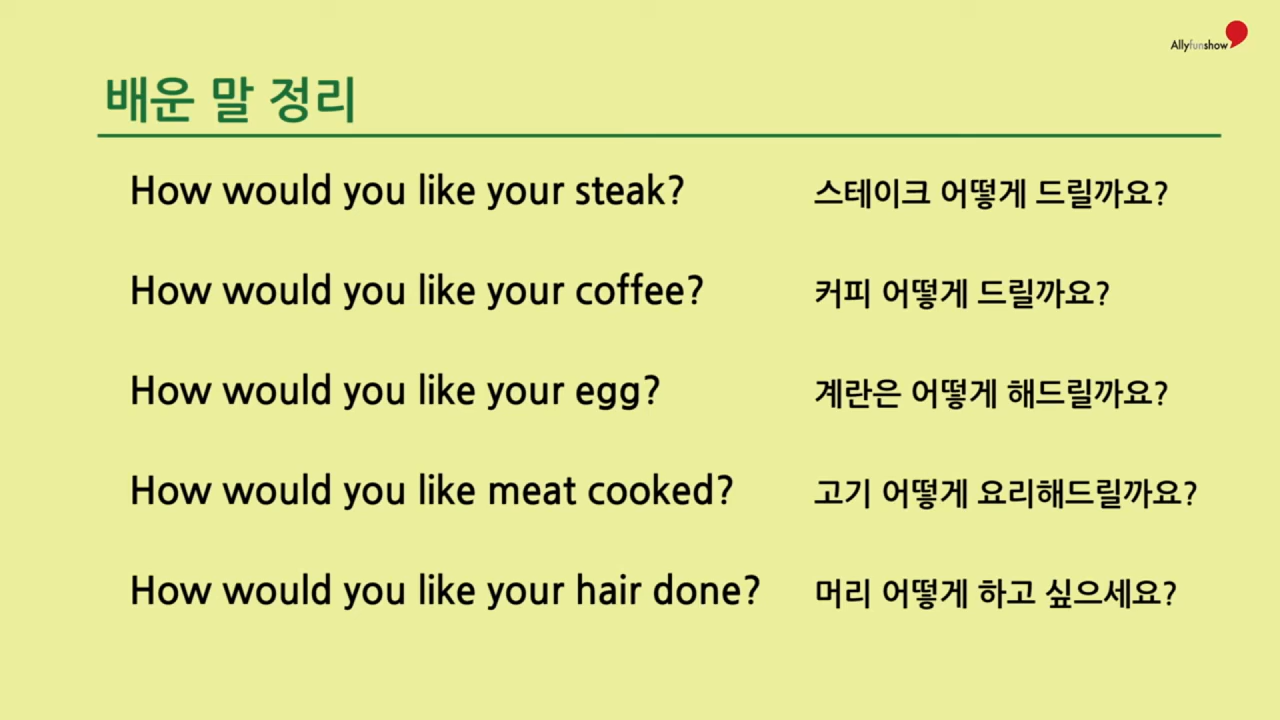 Allyfunshow
배운 말 정리
How would you like your steak? 스테이크 어떻게 드릴까요?
How would you like your coffee? 커피 어떻게 드릴까요?
How would you like your egg? 계란은 어떻게 해드릴까요?
How would you like meat cooked? 고기 어떻게 요리해드릴까요?
How would you like your hair done? 머리 어떻게 하고 싶으세요?